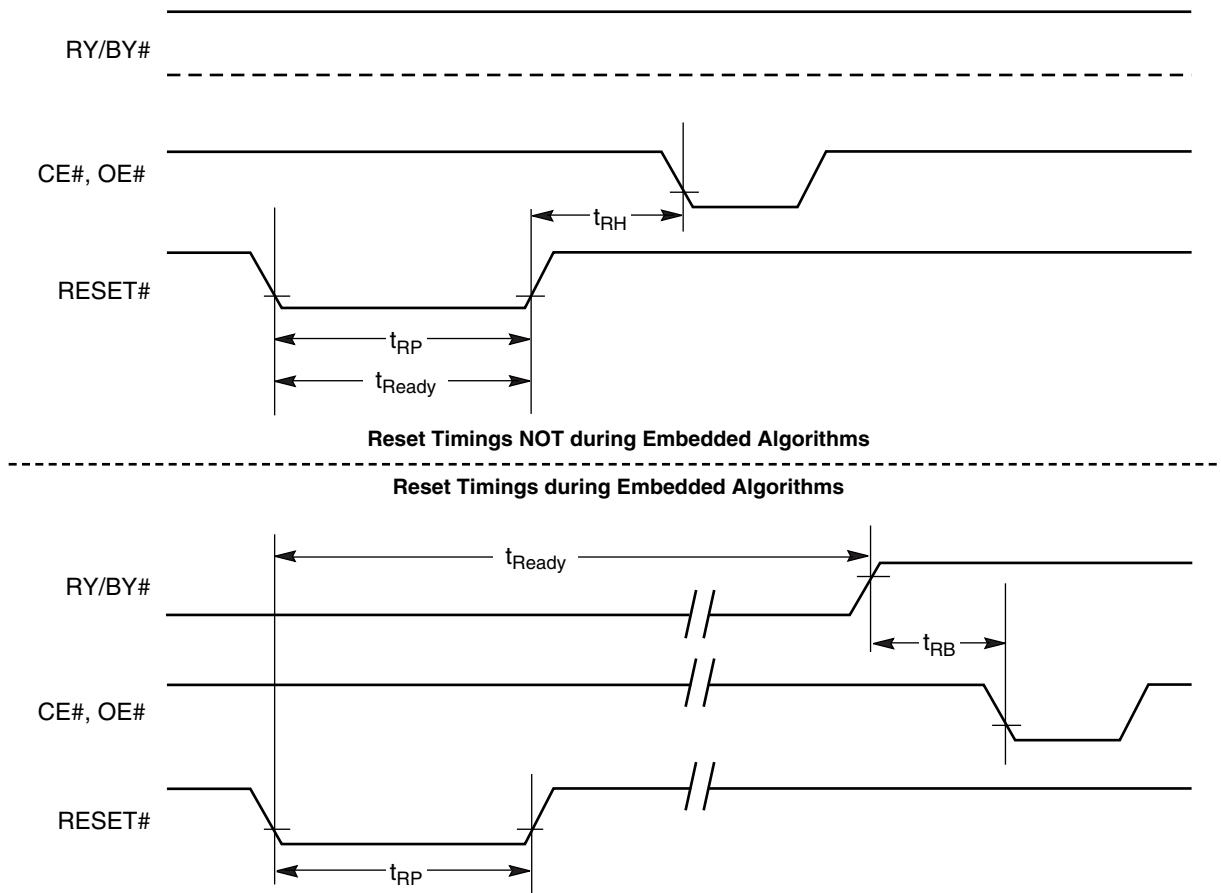 RY/BY#
CE#, OE#
tRH
RESET#
tRP
tReady
Reset Timings NOT during Embedded Algorithms
Reset Timings during Embedded Algorithms
tReady
RY/BY#
tRB
CE#, OE#
RESET#
tRP